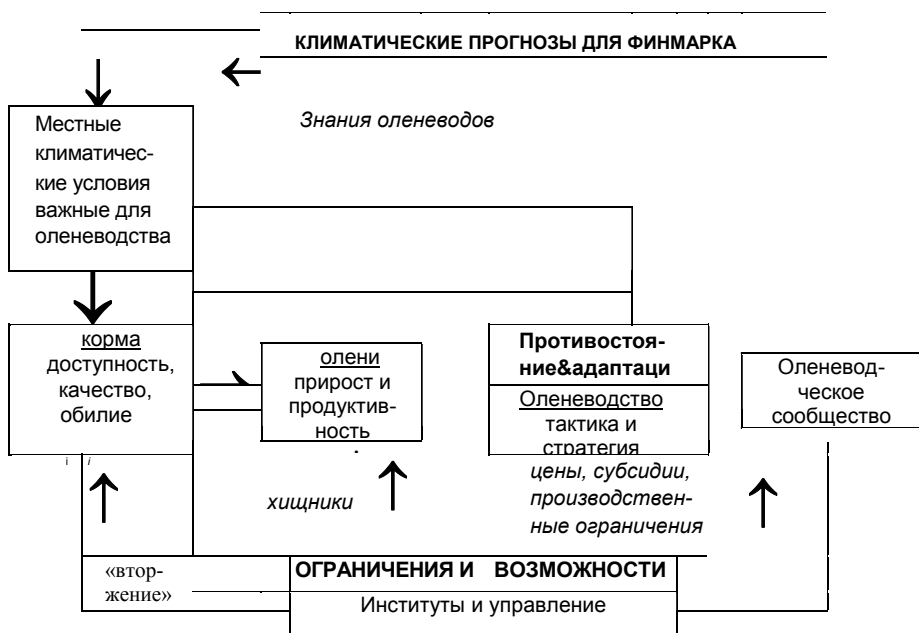 КЛИМАТИЧЕСКИЕ ПРОГНОЗЫ ДЛЯ ФИНМАРКА
Знания оленеводов
Местные
климатичес-
кие условия
важные для
оленеводства
корма
доступность,
качество,
обилие
олени
прирост и
продуктив-
ность
Противостоя-
ние&адаптаци
Оленеводство
тактика и
стратегия
Оленевод-
ческое
сообщество
цены, субсидии,
производствен-
ные ограничения
хищники
«втор-
жение»
ОГРАНИЧЕНИЯ И ВОЗМОЖНОСТИ
Институты и управление